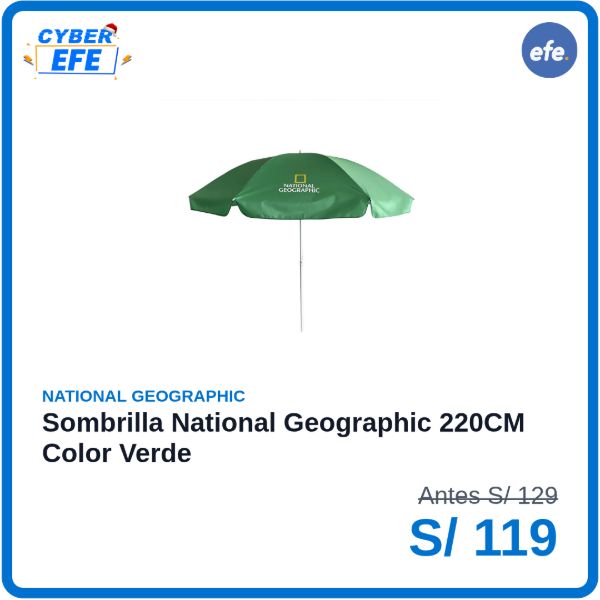 CYBER
EFE
efe.
NATIONAL
GEOGRAPHIC
NATIONAL GEOGRAPHIC
Sombrilla National Geographic 220CM
Color Verde
Antes S/ 129
S/ 119